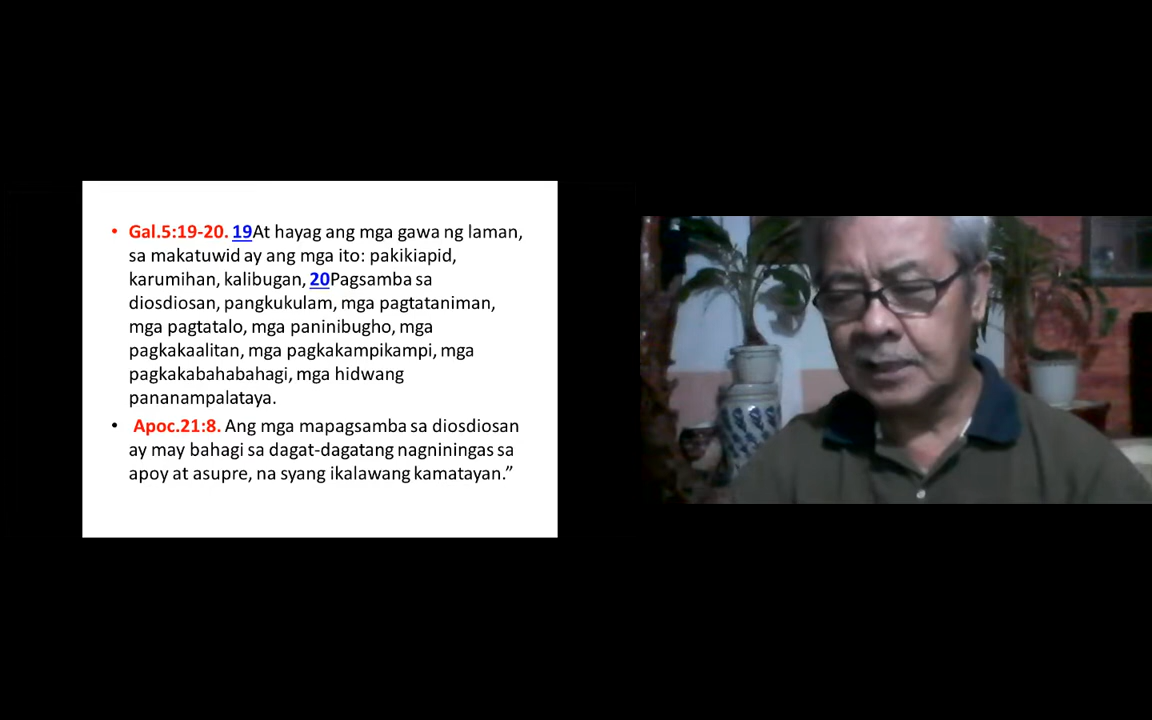 • Gal.5:19-20. 19At hayag ang mga gawa ng laman,
sa makatuwid ay ang mga ito: pakikiapid,
karumihan, kalibugan, 20Pagsamba sa
diosdiosan, pangkukulam, mga pagtataniman,
mga pagtatalo, mga paninibugho, mga
pagkakaalitan, mga pagkakampikampi, mga
pagkakabahabahagi, mga hidwang
pananampalataya.
• Apoc.21:8. Ang mga mapagsamba sa diosdiosan
ay may bahagi sa dagat-dagatang nagniningas sa
apoy at asupre, na syang ikalawang kamatayan.”